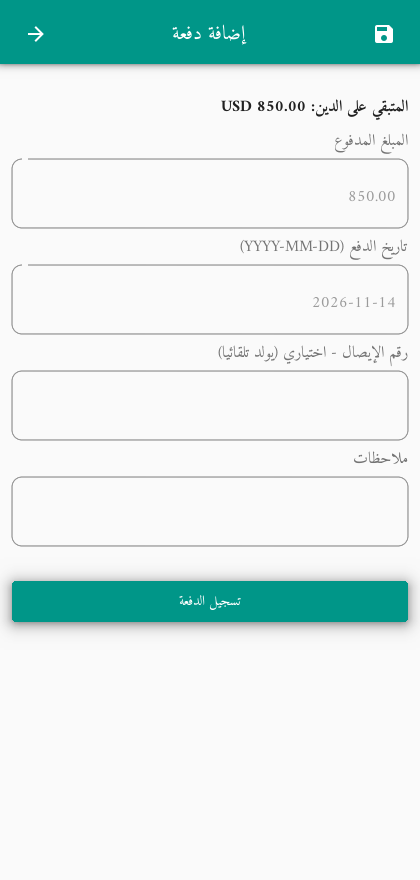 إضافة دفعة
المتبقي على الدين: 850.00 USD
المبلغ المدفوع
850.00
تاريخ الدفع (YYYY-MM-DD)
2026-11-14
رقم الإيصال - اختياري (يولد تلقائيا)
ملاحظات
تسجيل الدفعة